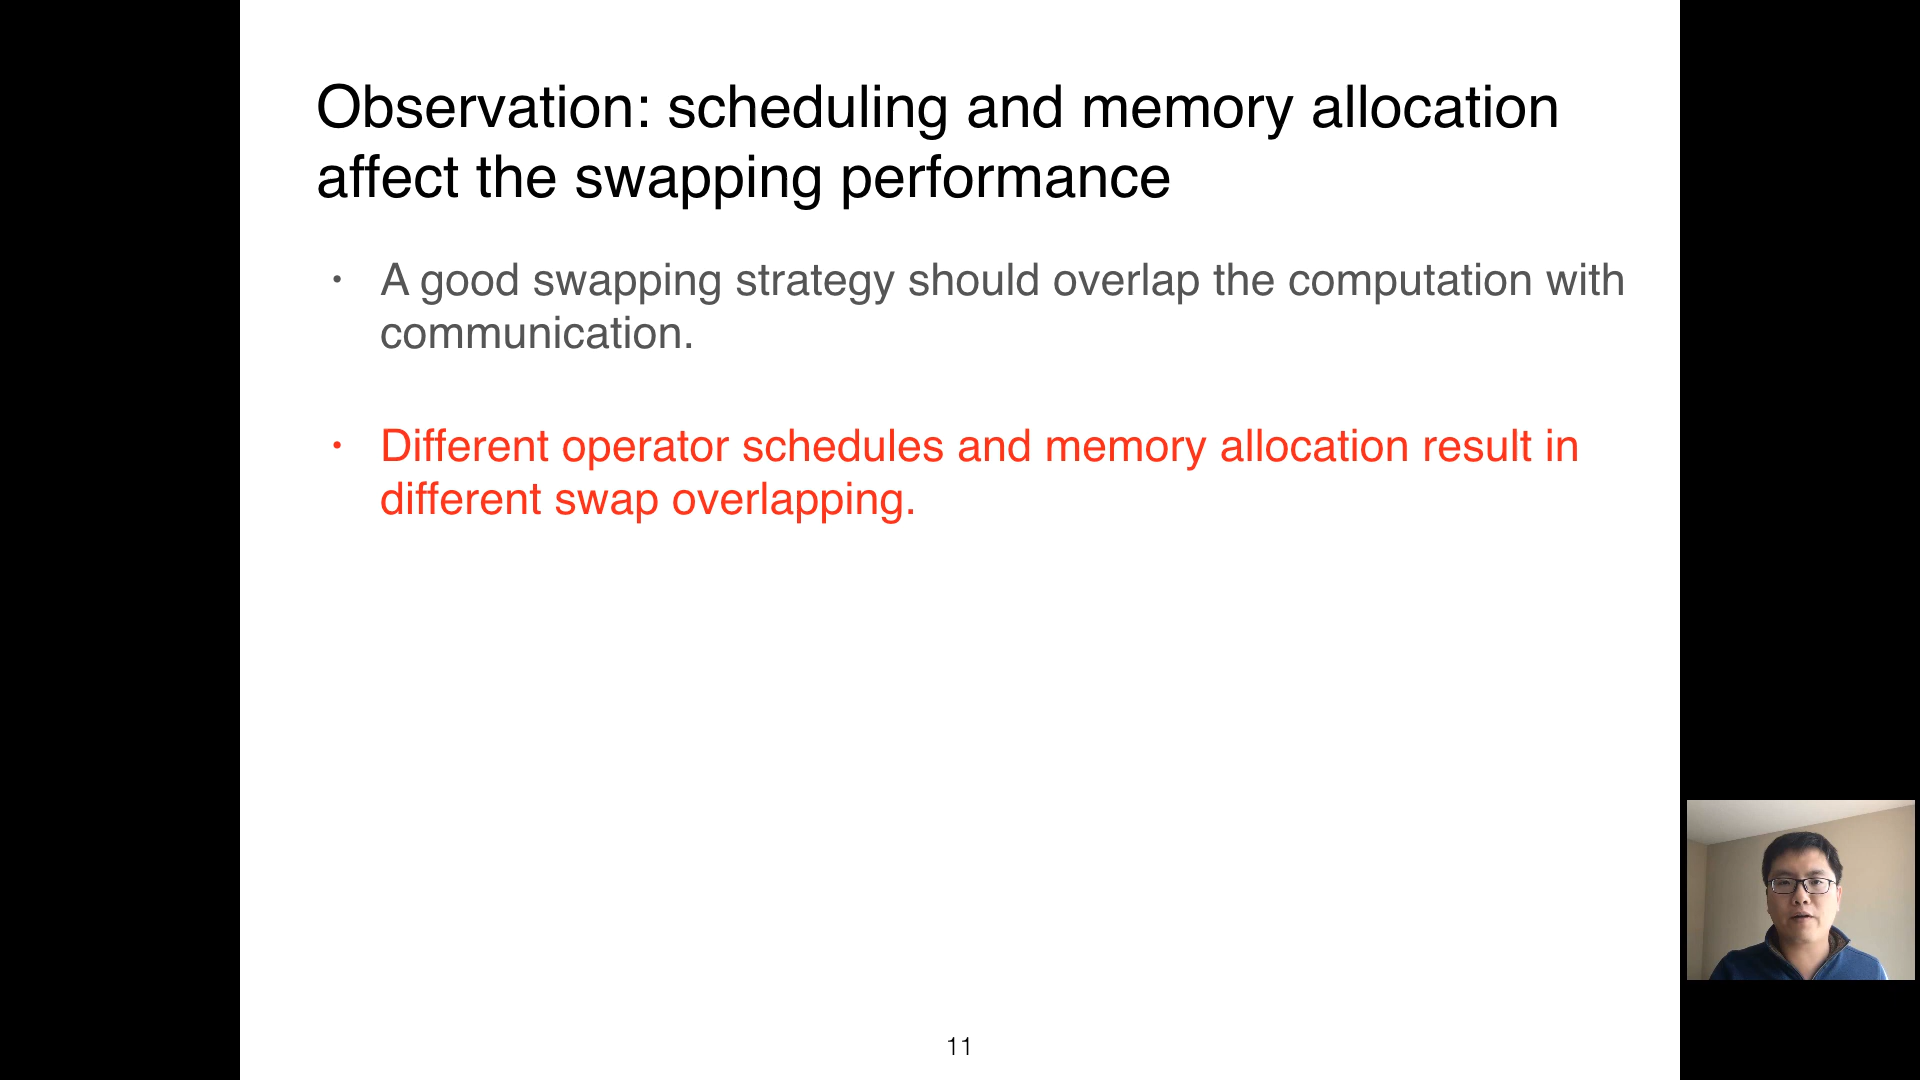 Observation: scheduling and memory allocation
affect the swapping performance
• A good swapping strategy should overlap the computation with
communication.
• Different operator schedules and memory allocation result in
different swap overlapping.
11